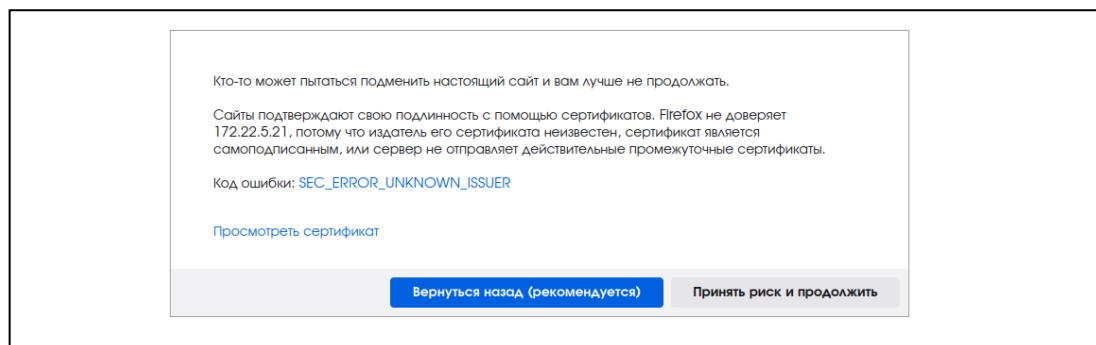 Кто-то может пытаться подменить настоящий сайт и вам лучше не продолжать.
Сайты подтверждают свою подлинность с помощью сертификатов. Firefox не доверяет
172.22.5.21, потому что издатель его сертификата неизвестен, сертификат является
самоподписанным, или сервер не отправляет действительные промежуточные сертификаты.
Код ошибки: SEC_ERROR_UNKNOWN_ISSUER
Просмотреть сертификат
Вернуться назад (рекомендуется) Принять риск и продолжить